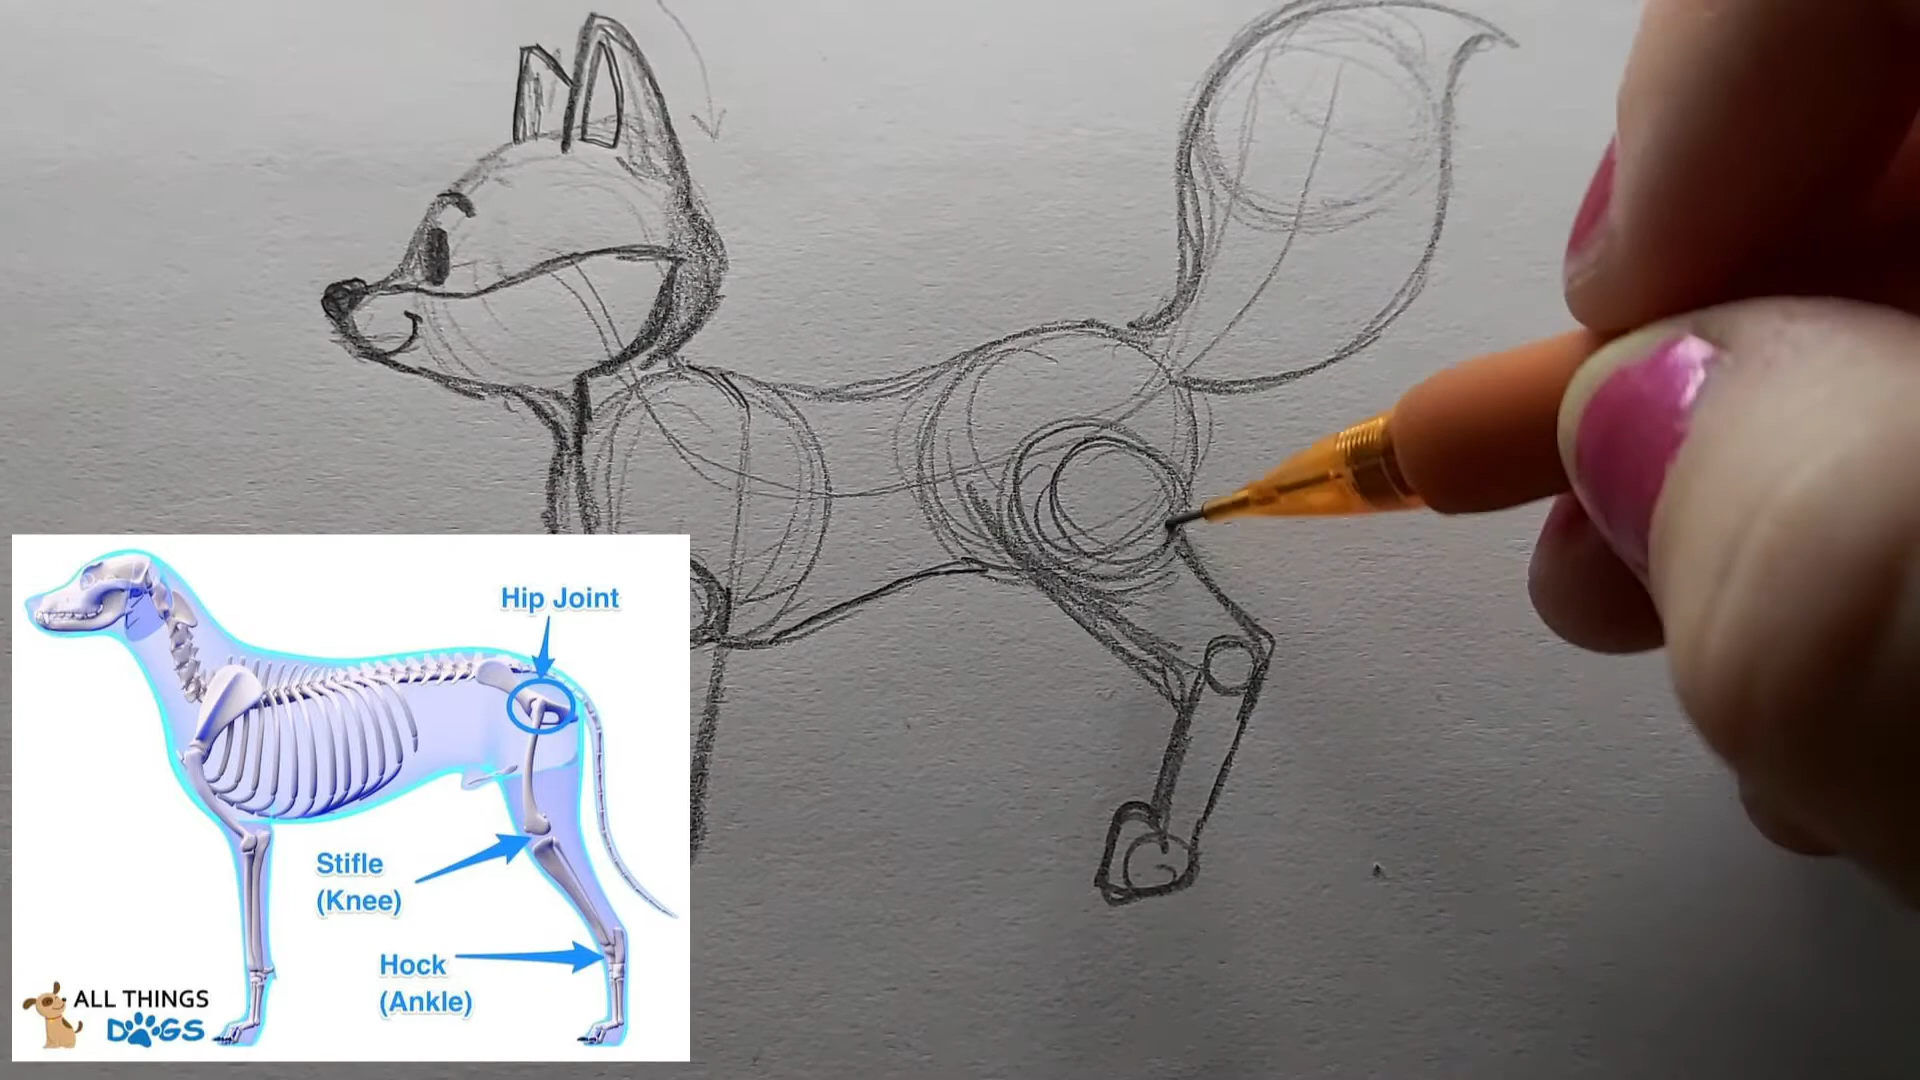 Hip Joint
Stifle
(Knee)
Hock
(Ankle)
ALL THINGS
DOGS